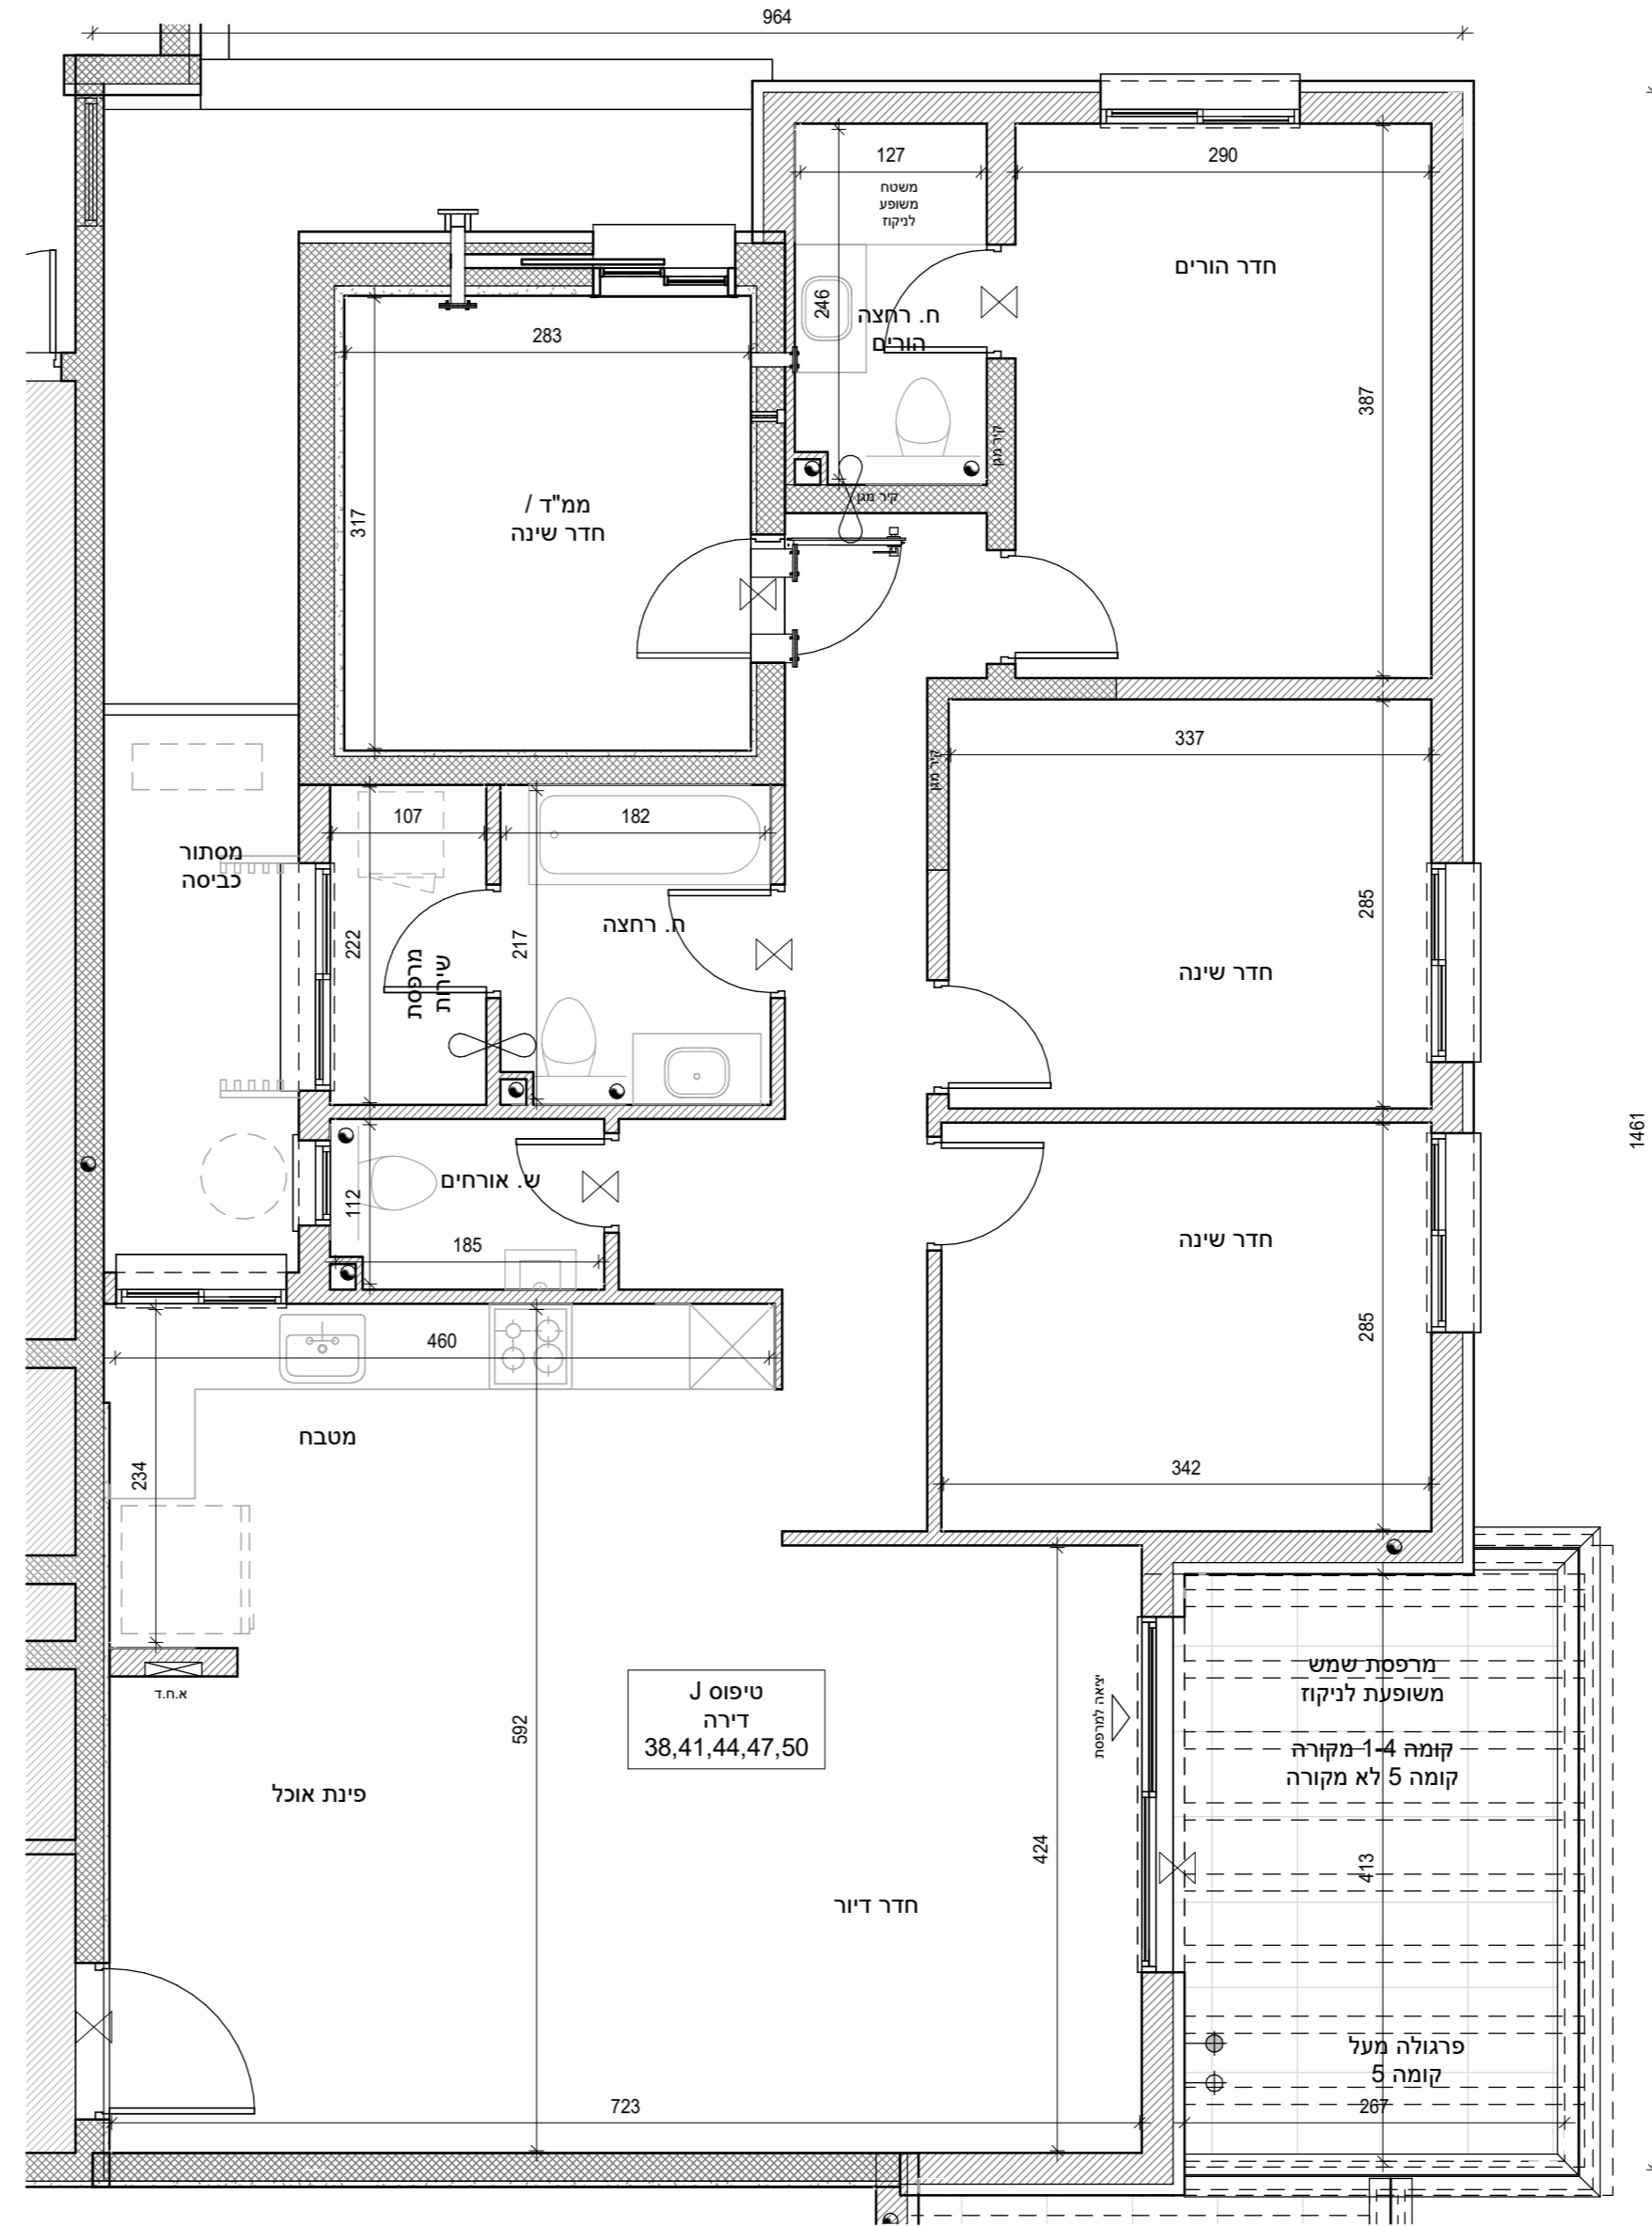 964
127
290
משטח
משופע
לניקוז
חדר הורים
246
ח. רחצה
הורים
283
387
קיר מגן
קיר מגן
317
ממ"ד /
חדר שינה
337
קיר מגן
107
182
מסתור
כביסה
222
מרפסת
שירות
217
ח. רחצה
285
חדר שינה
1461
112
ש. אורחים
185
חדר שינה
285
460
מטבח
234
342
א.ח.ד
592
טיפוס J
דירה
38,41,44,47,50
יציאה למרפסת
מרפסת שמש
משופעת לניקוז
קומה 1-4 מקורה
קומה 5 לא מקורה
פינת אוכל
424
413
חדר דיור
פרגולה מעל
קומה 5
723
267